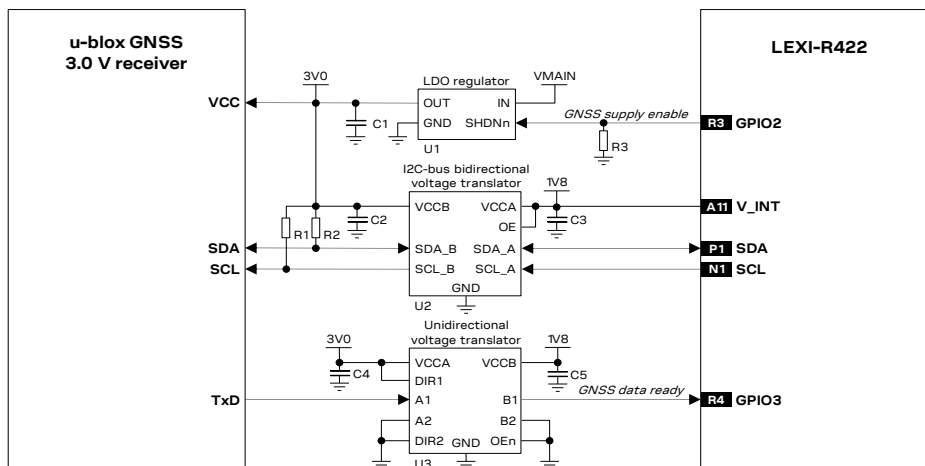 u-blox GNSS
3.0 V receiver
LEXI-R422
3V0
LDO regulator
VMAIN
VCC
OUT
IN
GNSS supply enable
C1
GND
SHDNn
R3
GPIO2
U1
R3
I2C-bus bidirectional
voltage translator
1V8
VCCB
VCCA
A11
V_INT
C2
C3
R1
R2
OE
SDA
SDA_B
SDA_A
P1
SDA
SCL
SCL_B
SCL_A
N1
SCL
GND
U2
Unidirectional
voltage translator
3V0
1V8
VCCA
VCCB
C4
C5
DIR1
GNSS data ready
TxD
A1
B1
R4
GPIO3
A2
B2
DIR2
GND
OEn
U3